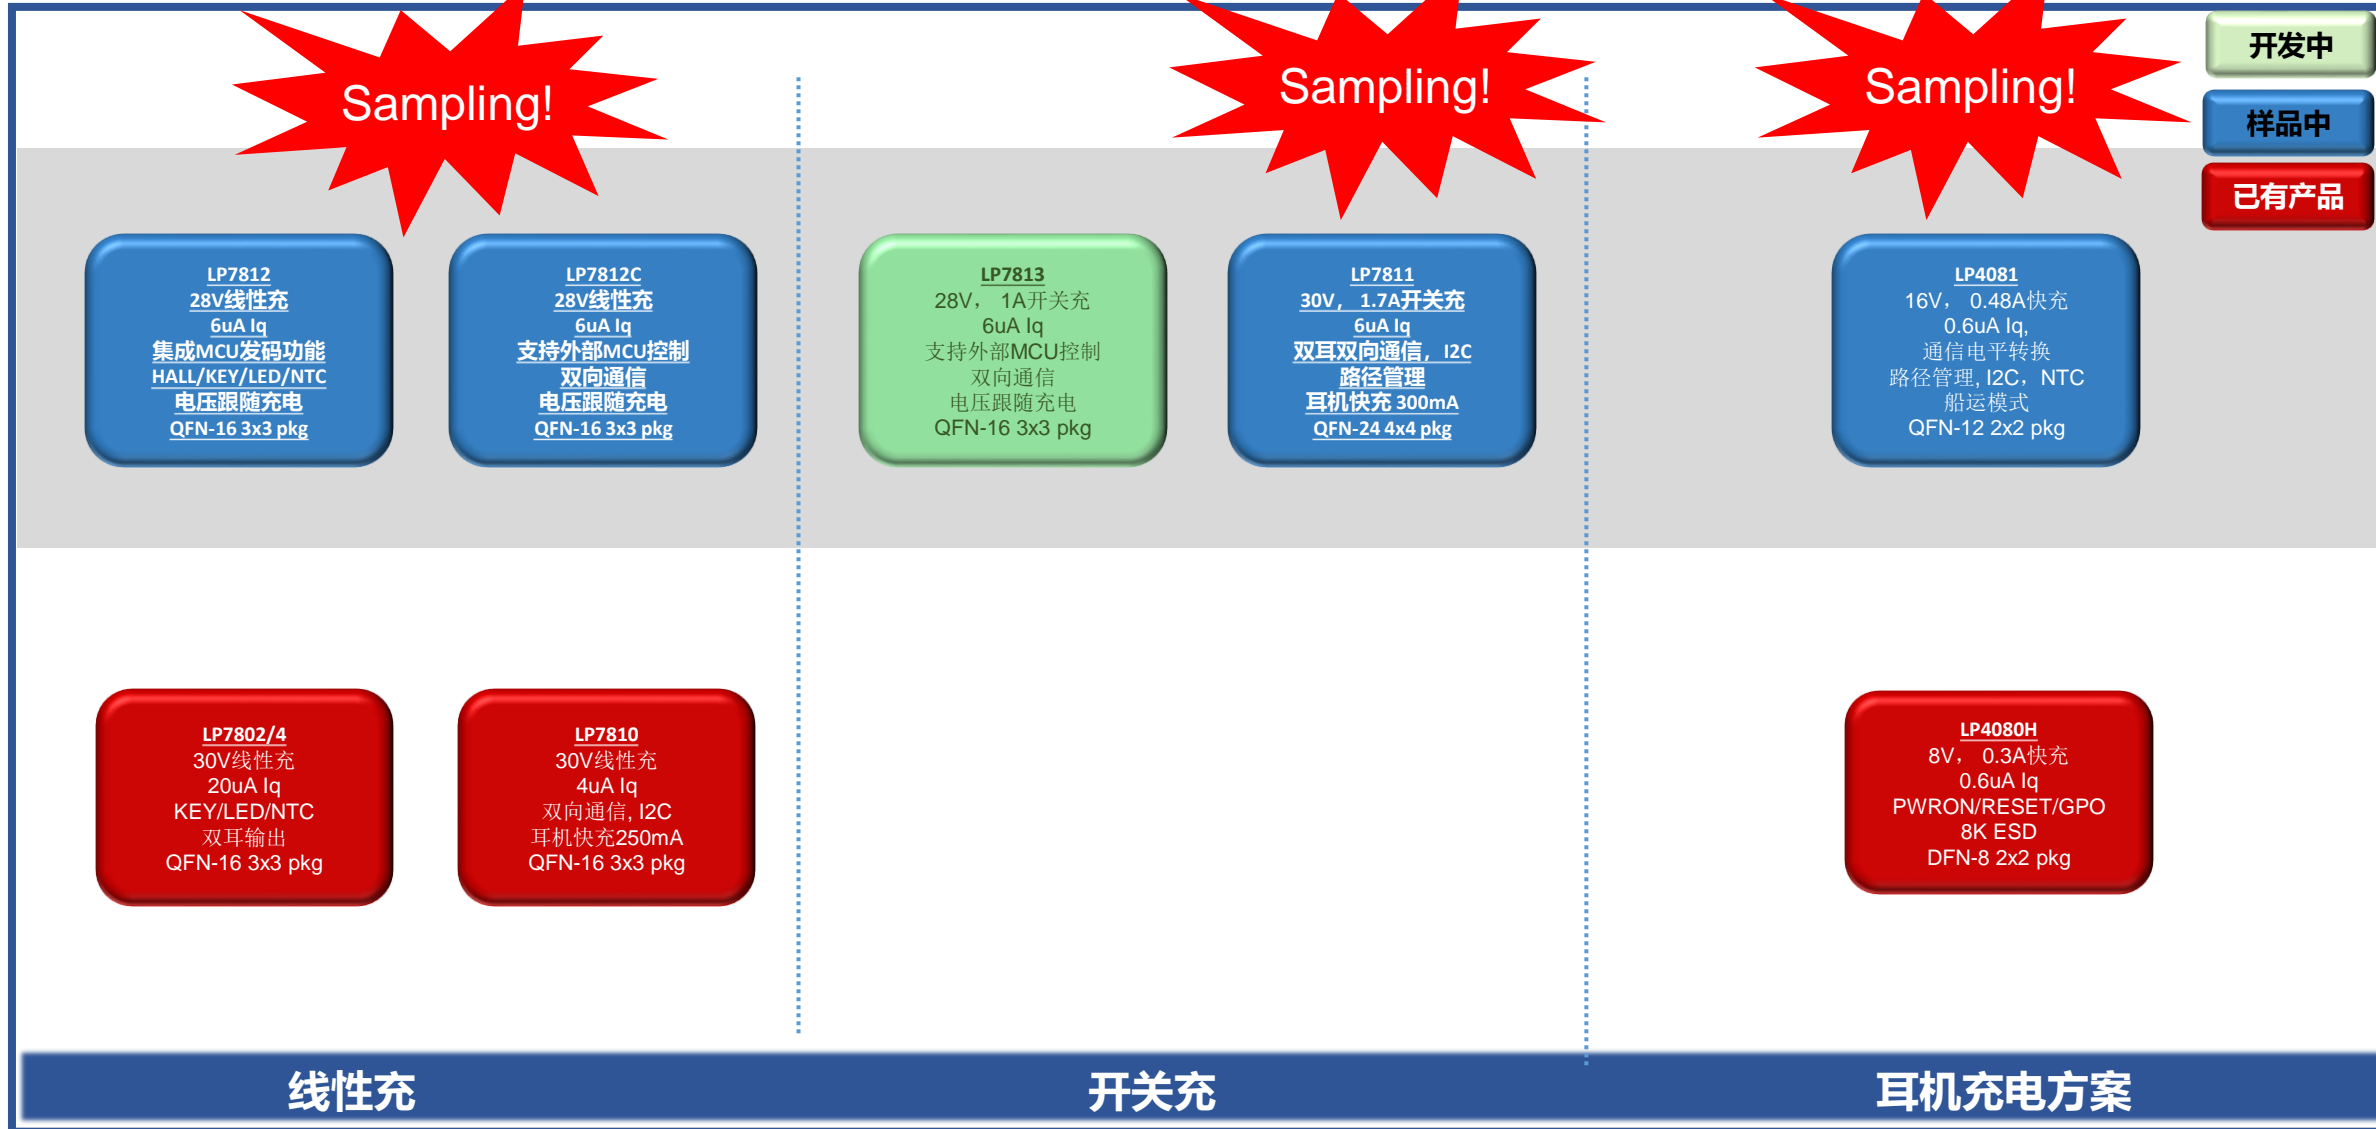 Sampling!
Sampling!
Sampling!
开发中
样品中
已有产品
LP7812
28V线性充
6uA Iq
集成MCU发码功能
HALL/KEY/LED/NTC
电压跟随充电
QFN-16 3x3 pkg
LP7812C
28V线性充
6uA Iq
支持外部MCU控制
双向通信
电压跟随充电
QFN-16 3x3 pkg
LP7813
28V， 1A开关充
6uA Iq
支持外部MCU控制
双向通信
电压跟随充电
QFN-16 3x3 pkg
LP7811
30V， 1.7A开关充
6uA Iq
双耳双向通信，I2C
路径管理
耳机快充 300mA
QFN-24 4x4 pkg
LP4081
16V， 0.48A快充
0.6uA Iq,
通信电平转换
路径管理, I2C，NTC
船运模式
QFN-12 2x2 pkg
LP7802/4
30V线性充
20uA Iq
KEY/LED/NTC
双耳输出
QFN-16 3x3 pkg
LP7810
30V线性充
4uA Iq
双向通信, I2C
耳机快充250mA
QFN-16 3x3 pkg
LP4080H
8V， 0.3A快充
0.6uA Iq
PWRON/RESET/GPO
8K ESD
DFN-8 2x2 pkg
线性充
开关充
耳机充电方案